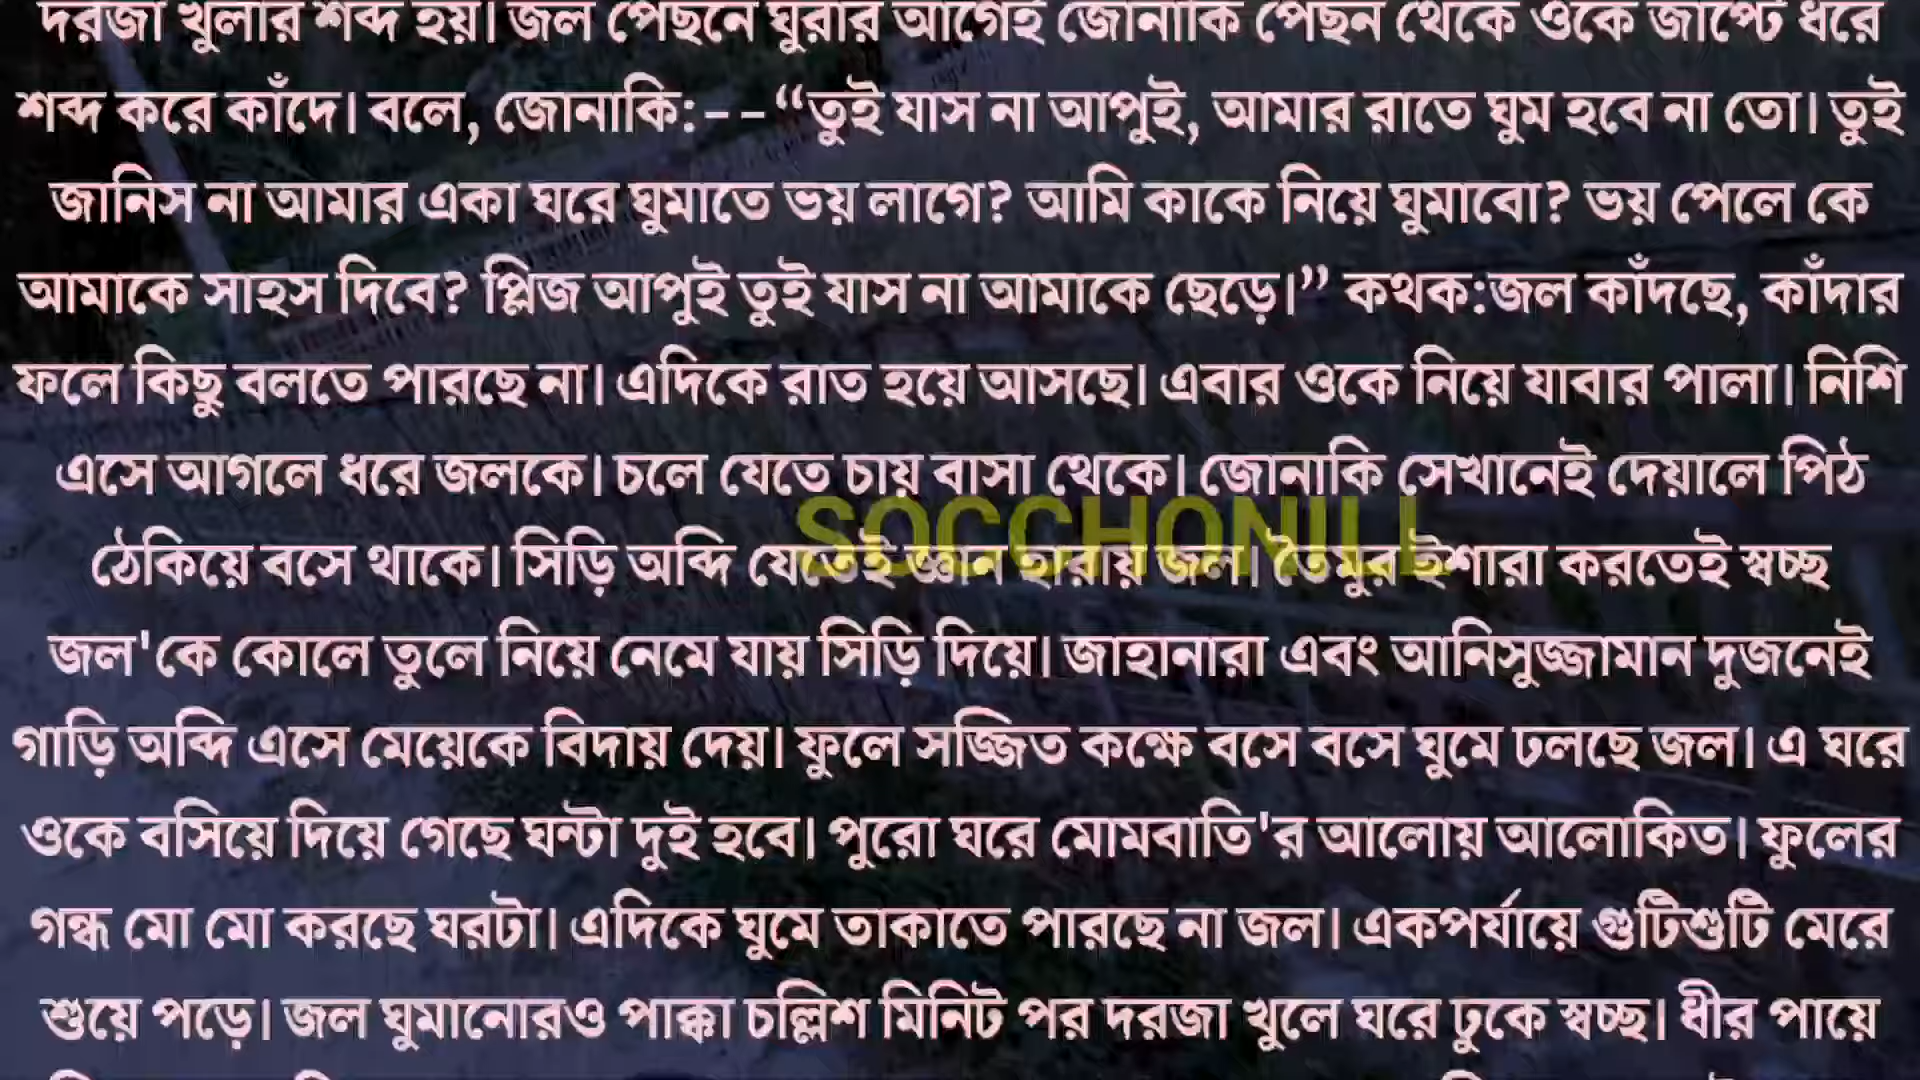 দরজা খুলার শব্দ হয়। জল পেছনে ঘুরার আগেই জোনাকি পেছন থেকে ওকে জাপ্টে ধরে
শব্দ করে কাঁদে। বলে, জোনাকি:--“তুই যাস না আপুই, আমার রাতে ঘুম হবে না তো। তুই
জানিস না আমার একা ঘরে ঘুমাতে ভয় লাগে? আমি কাকে নিয়ে ঘুমাবো? ভয় পেলে কে
আমাকে সাহস দিবে? প্লিজ আপুই তুই যাস না আমাকে ছেড়ে।” কথক:জল কাঁদছে, কাঁদার
ফলে কিছু বলতে পারছে না। এদিকে রাত হয়ে আসছে। এবার ওকে নিয়ে যাবার পালা। নিশি
এসে আগলে ধরে জলকে। চলে যেতে চায় বাসা থেকে। জোনাকি সেখানেই দেয়ালে পিঠ
SOCCHONILL
ঠেকিয়ে বসে থাকে। সিড়ি অব্দি যেতেই জ্ঞান হারায় জল। তৈমুর ইশারা করতেই স্বচ্ছ
জল'কে কোলে তুলে নিয়ে নেমে যায় সিড়ি দিয়ে। জাহানারা এবং আনিসুজ্জামান দুজনেই
গাড়ি অব্দি এসে মেয়েকে বিদায় দেয়। ফুলে সজ্জিত কক্ষে বসে বসে ঘুমে ঢলছে জল। এ ঘরে
ওকে বসিয়ে দিয়ে গেছে ঘন্টা দুই হবে। পুরো ঘরে মোমবাতি'র আলোয় আলোকিত। ফুলের
গন্ধ মো মো করছে ঘরটা। এদিকে ঘুমে তাকাতে পারছে না জল। একপর্যায়ে গুটিশুটি মেরে
শুয়ে পড়ে। জল ঘুমানোরও পাক্কা চল্লিশ মিনিট পর দরজা খুলে ঘরে ঢুকে স্বচ্ছ। ধীর পায়ে